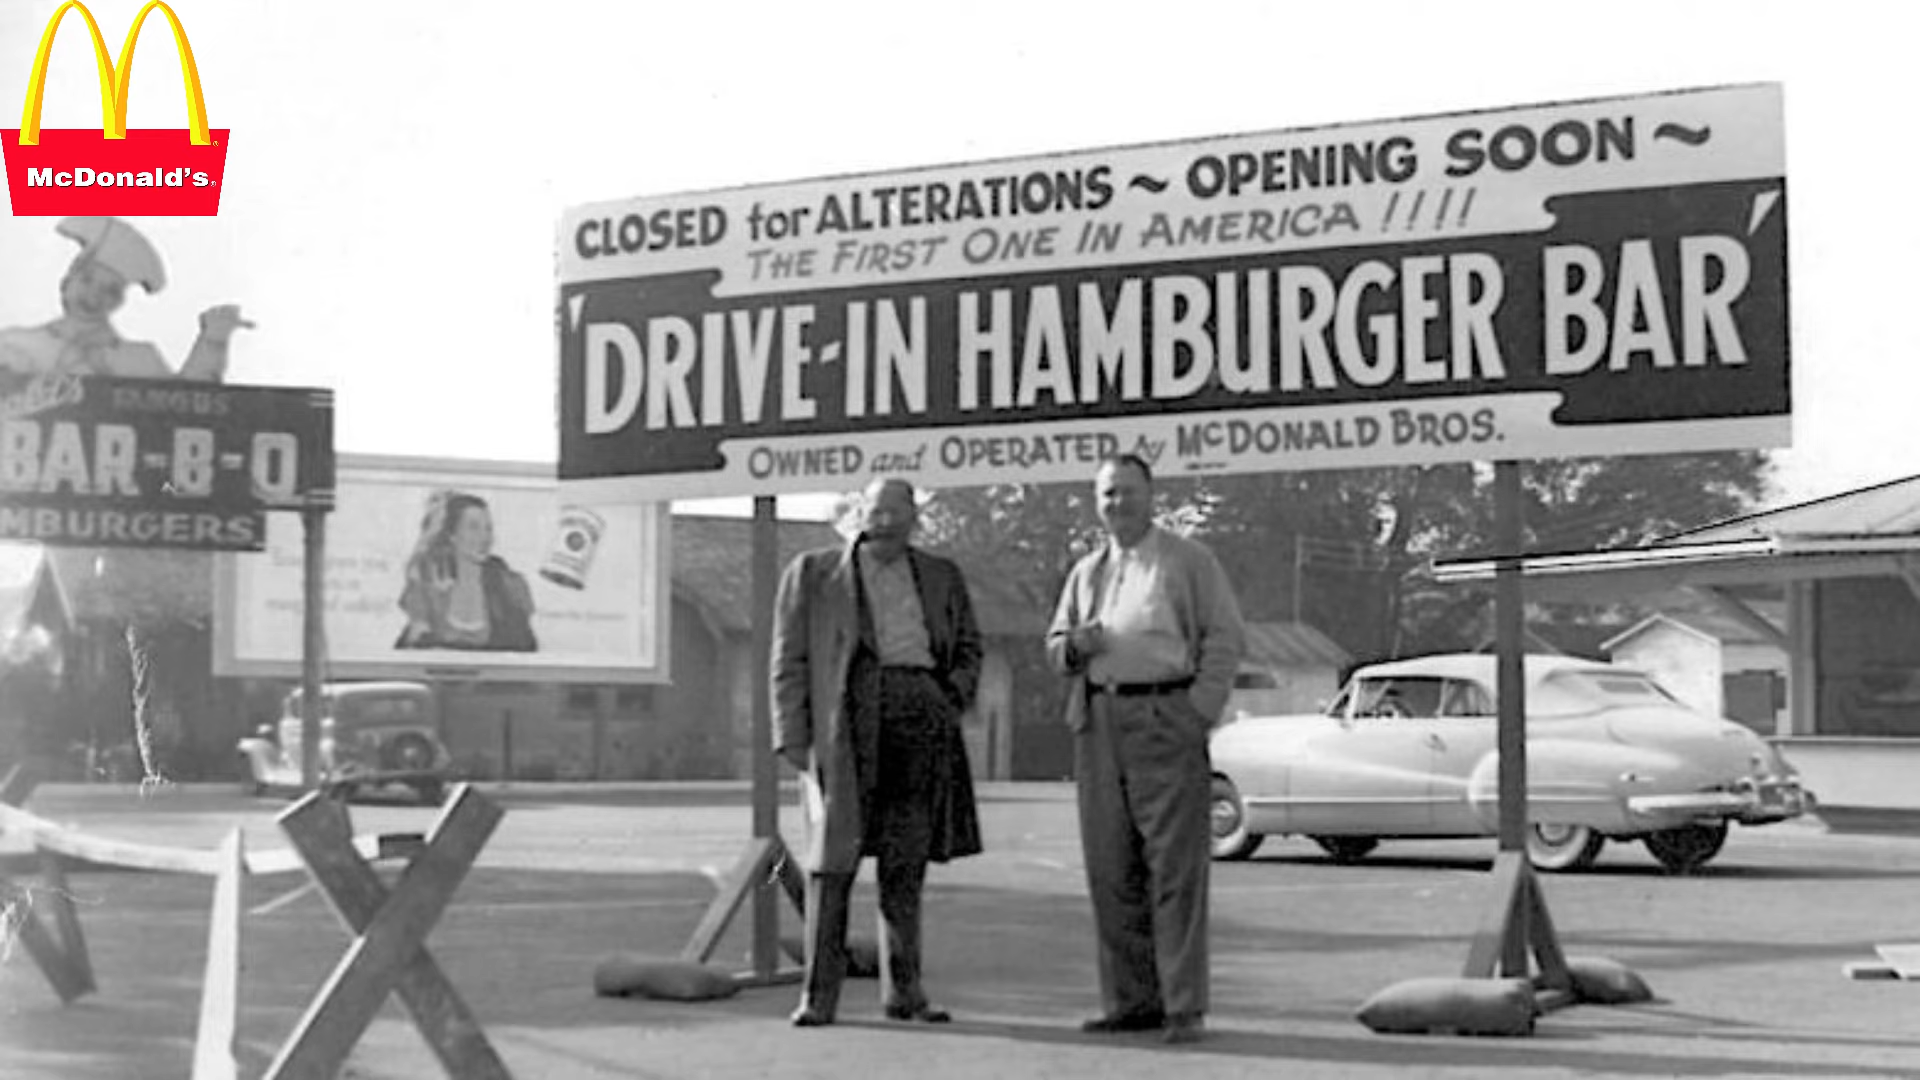 McDonald's
CLOSED for ALTERATIONS ~ OPENING SOON ~
THE FIRST ONE IN AMERICA !!!!
'DRIVE-IN HAMBURGER BAR'
OWNED and OPERATED by McDONALD BROS.
FAMOUS
BAR-B-Q
MBURGERS